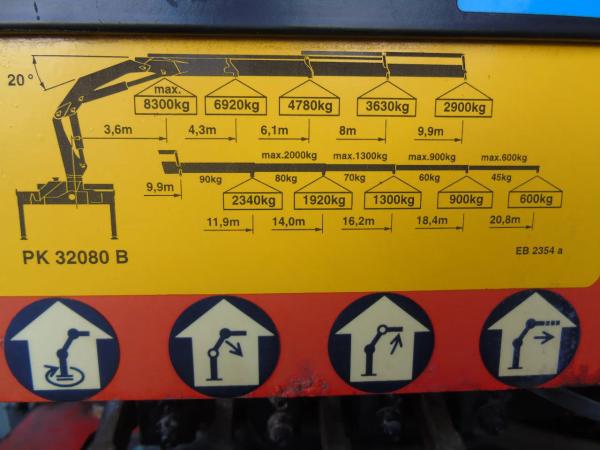 20°
max.
8300kg 6920kg 4780kg 3630kg 2900kg
3,6m 4,3m 6,1m 8m 9,9m
max.2000kg max.1300kg max.900kg max.600kg
90kg 80kg 70kg 60kg 45kg
9,9m
2340kg 1920kg 1300kg 900kg 600kg
11,9m 14,0m 16,2m 18,4m 20,8m
PK 32080 B
EB 2354 a